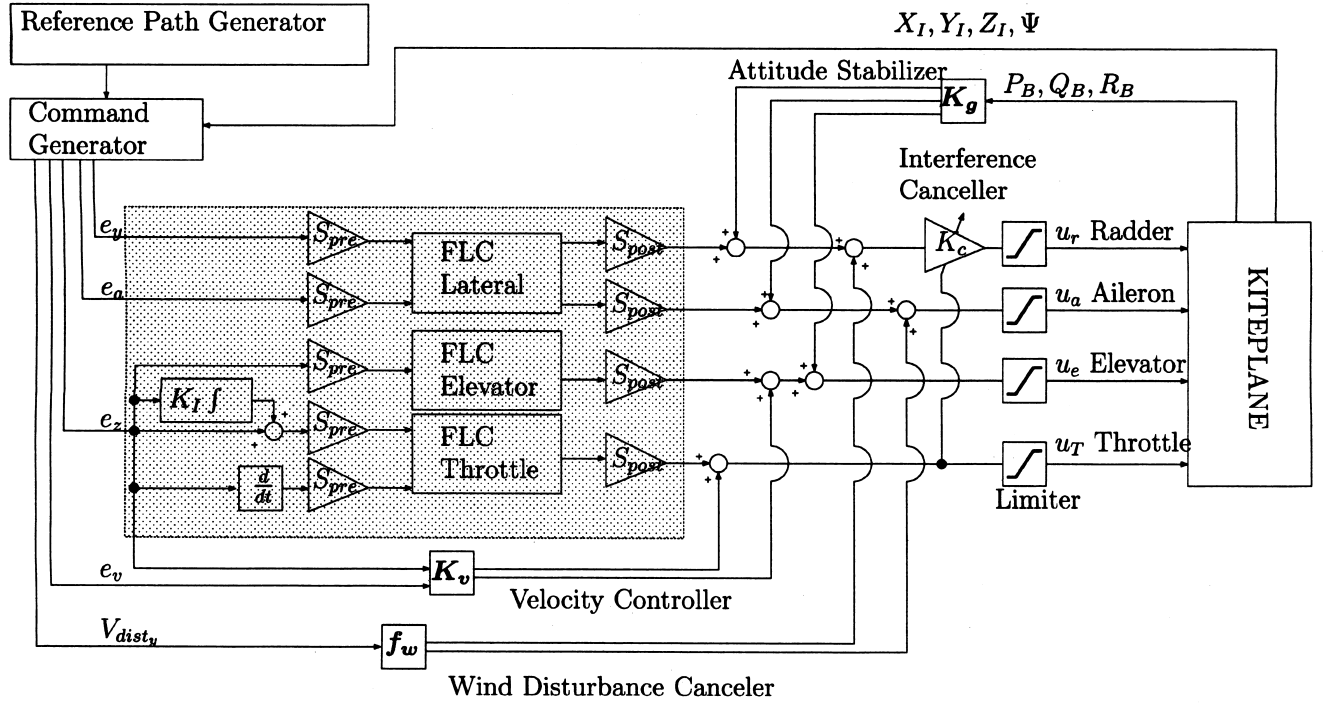 Reference Path Generator
X_I, Y_I, Z_I, Ψ
Attitude Stabilizer
K_g
P_B, Q_B, R_B
Command
Generator
Interference
Canceller
e_y
S_pre
FLC
Lateral
S_post
+
+
+
+
K_c
u_r Radder
e_a
S_pre
S_post
+
+
+
+
u_a Aileron
KITEPLANE
S_pre
FLC
Elevator
S_post
+
+
+
+
u_e Elevator
K_I ∫
e_z
+
+
S_pre
FLC
Throttle
S_post
+
+
u_T Throttle
d/dt
S_pre
Limiter
e_v
K_v
Velocity Controller
V_dist_y
f_w
Wind Disturbance Canceler